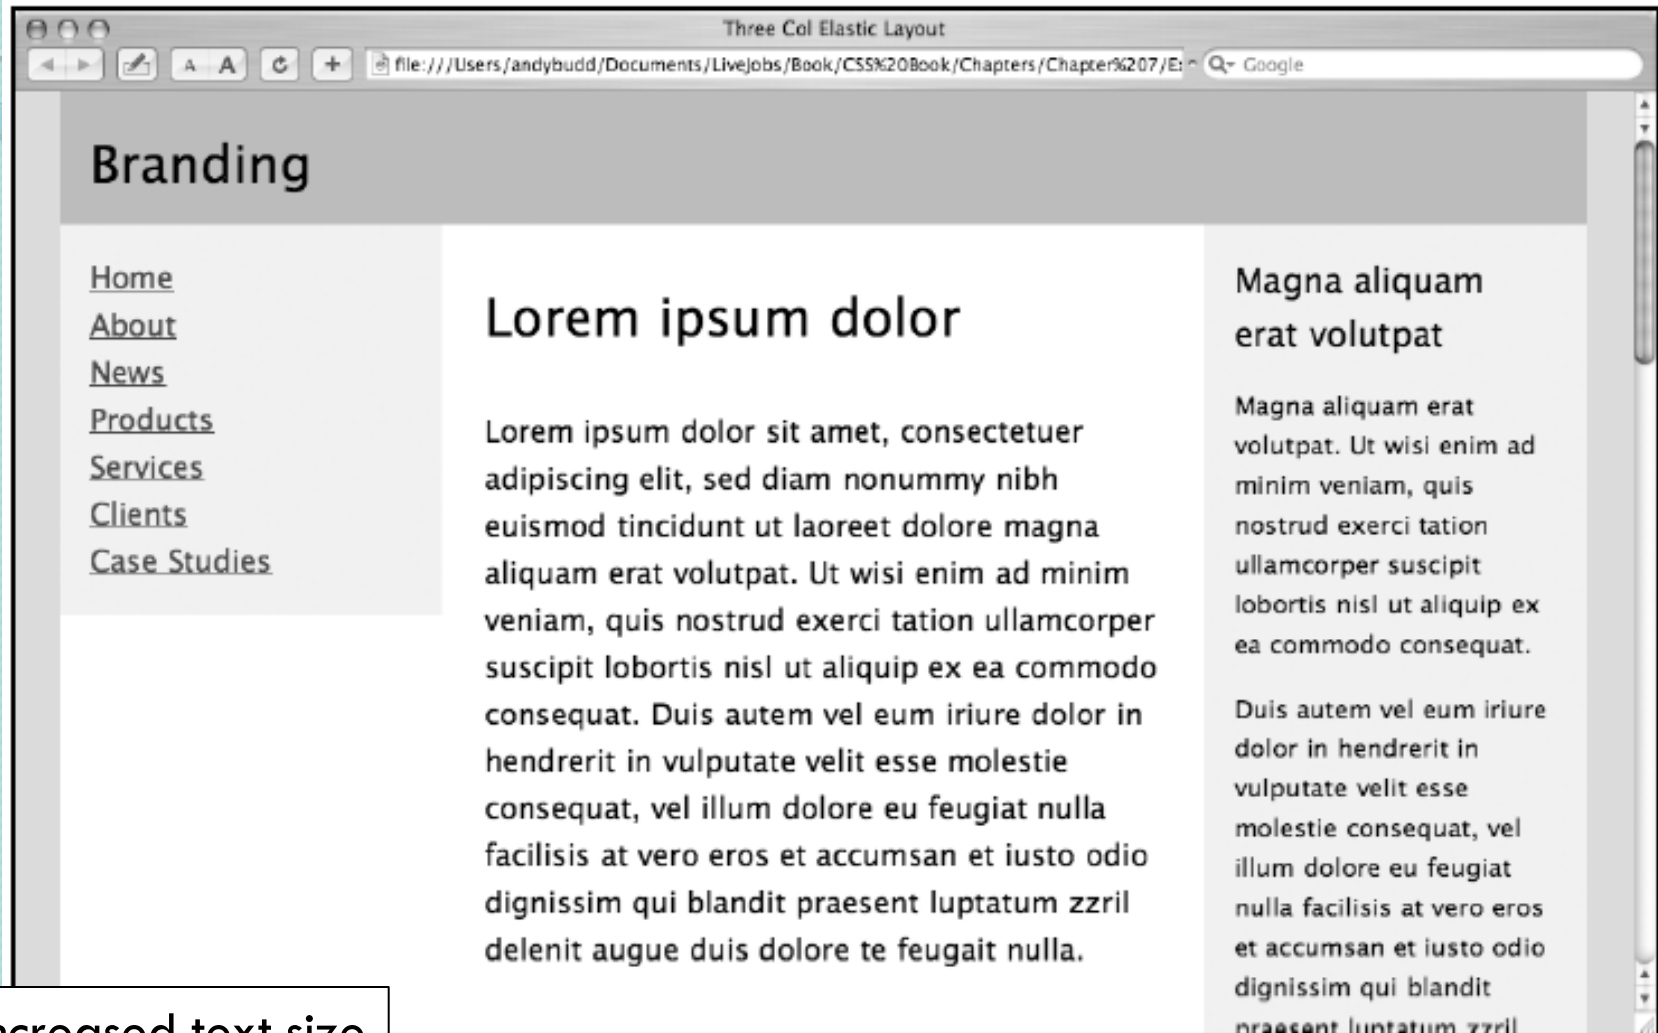 Three Col Elastic Layout
A A + file:///Users/andybudd/Documents/LiveJobs/Book/CSS%20Book/Chapters/Chapter%207/E Google
Branding
Home
About
News
Products
Services
Clients
Case Studies
Lorem ipsum dolor
Lorem ipsum dolor sit amet, consectetuer
adipiscing elit, sed diam nonummy nibh
euismod tincidunt ut laoreet dolore magna
aliquam erat volutpat. Ut wisi enim ad minim
veniam, quis nostrud exerci tation ullamcorper
suscipit lobortis nisl ut aliquip ex ea commodo
consequat. Duis autem vel eum iriure dolor in
hendrerit in vulputate velit esse molestie
consequat, vel illum dolore eu feugiat nulla
facilisis at vero eros et accumsan et iusto odio
dignissim qui blandit praesent luptatum zzril
delenit augue duis dolore te feugait nulla.
Magna aliquam
erat volutpat
Magna aliquam erat
volutpat. Ut wisi enim ad
minim veniam, quis
nostrud exerci tation
ullamcorper suscipit
lobortis nisl ut aliquip ex
ea commodo consequat.
Duis autem vel eum iriure
dolor in hendrerit in
vulputate velit esse
molestie consequat, vel
illum dolore eu feugiat
nulla facilisis at vero eros
et accumsan et iusto odio
dignissim qui blandit
praesent luptatum zzril
creased text size